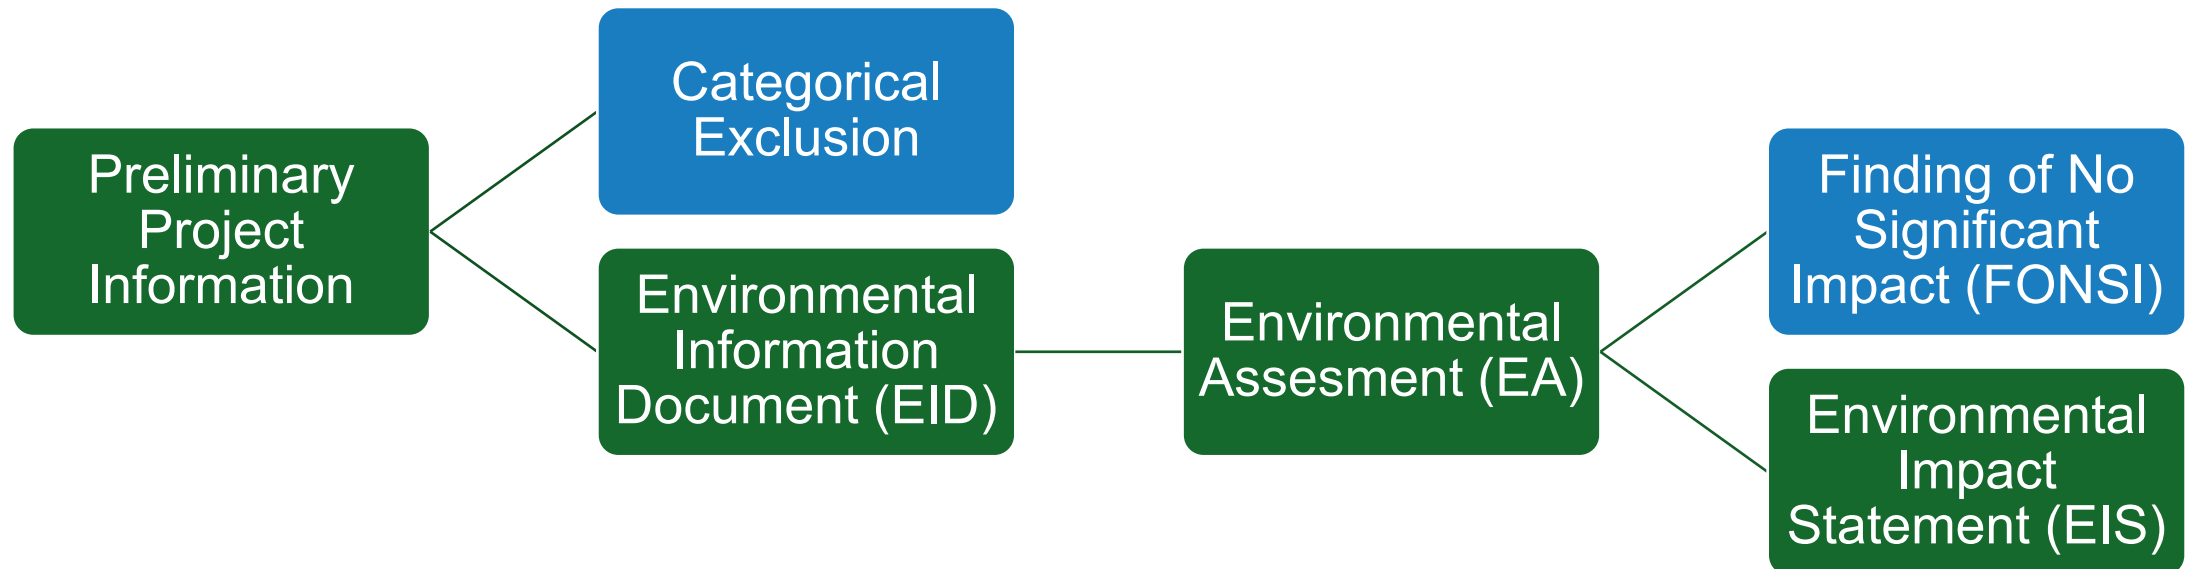 Preliminary
Project
Information
Categorical
Exclusion
Environmental
Information
Document (EID)
Environmental
Assesment (EA)
Finding of No
Significant
Impact (FONSI)
Environmental
Impact
Statement (EIS)